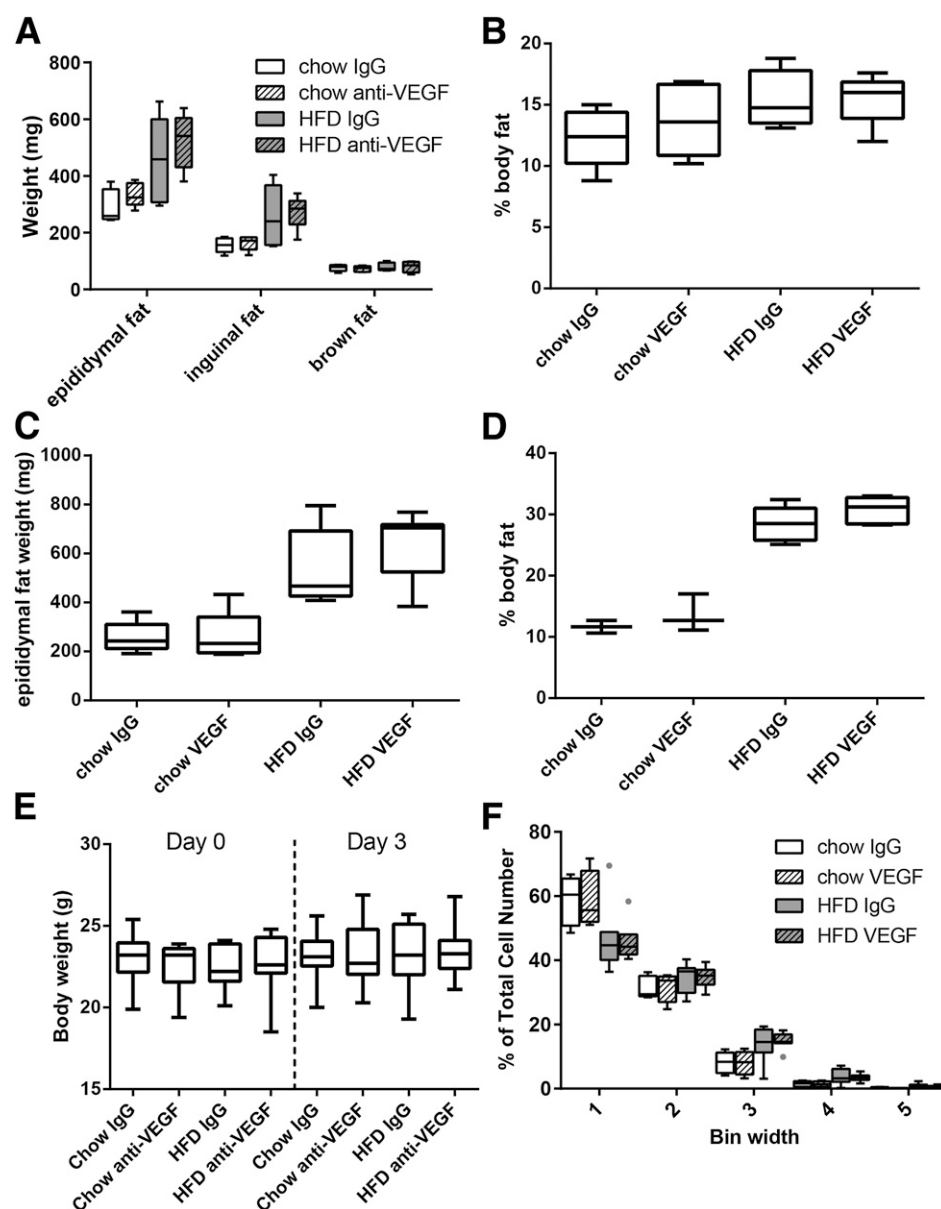 A
chow IgG
chow anti-VEGF
HFD IgG
HFD anti-VEGF
Weight (mg)
800
600
400
200
0
epididymal fat
inguinal fat
brown fat
B
% body fat
20
15
10
5
0
chow IgG
chow VEGF
HFD IgG
HFD VEGF
C
epididymal fat weight (mg)
1000
800
600
400
200
0
chow IgG
chow VEGF
HFD IgG
HFD VEGF
D
% body fat
40
30
20
10
0
chow IgG
chow VEGF
HFD IgG
HFD VEGF
E
Day 0
Day 3
Body weight (g)
30
25
20
15
Chow IgG
Chow anti-VEGF
HFD IgG
HFD anti-VEGF
Chow IgG
Chow anti-VEGF
HFD IgG
HFD anti-VEGF
F
chow IgG
chow VEGF
HFD IgG
HFD VEGF
% of Total Cell Number
80
60
40
20
0
1
2
3
4
5
Bin width